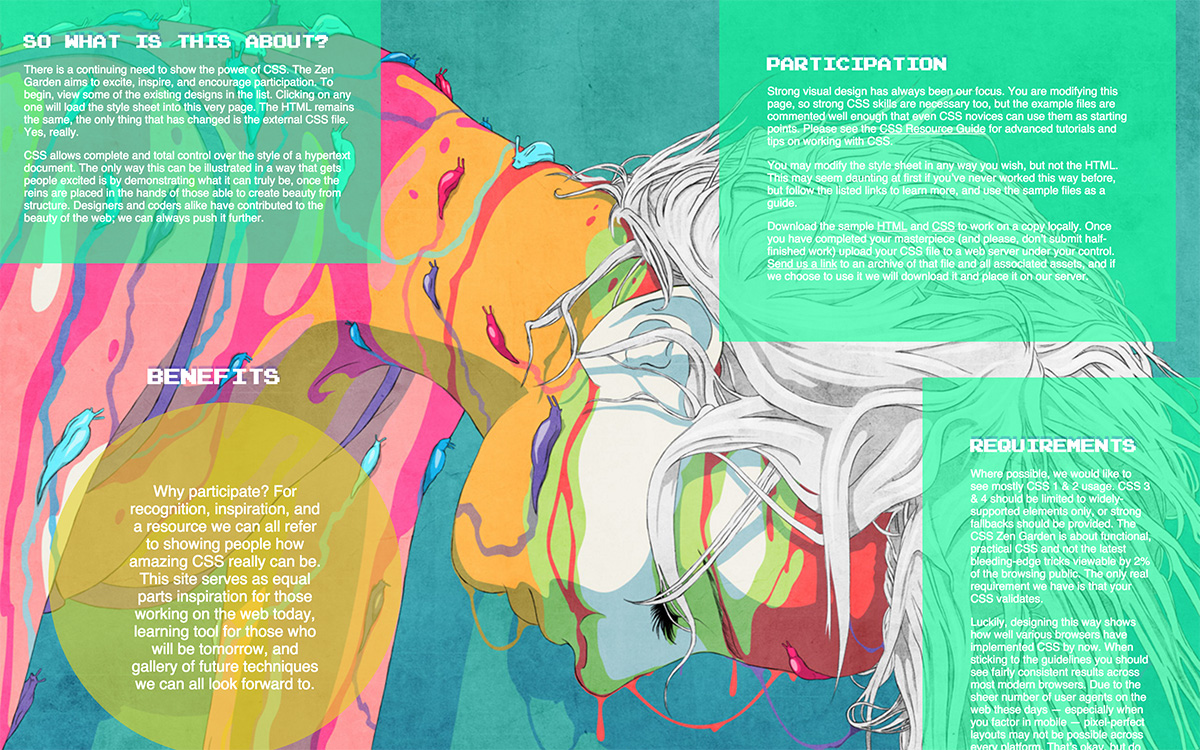 SO WHAT IS THIS ABOUT?
There is a continuing need to show the power of CSS. The Zen
Garden aims to excite, inspire, and encourage participation. To
begin, view some of the existing designs in the list. Clicking on any
one will load the style sheet into this very page. The HTML remains
the same, the only thing that has changed is the external CSS file.
Yes, really.
CSS allows complete and total control over the style of a hypertext
document. The only way this can be illustrated in a way that gets
people excited is by demonstrating what it can truly be, once the
reins are placed in the hands of those able to create beauty from
structure. Designers and coders alike have contributed to the
beauty of the web; we can always push it further.
PARTICIPATION
Strong visual design has always been our focus. You are modifying this
page, so strong CSS skills are necessary too, but the example files are
commented well enough that even CSS novices can use them as starting
points. Please see the CSS Resource Guide for advanced tutorials and
tips on working with CSS.
You may modify the style sheet in any way you wish, but not the HTML.
This may seem daunting at first if you've never worked this way before,
but follow the listed links to learn more, and use the sample files as a
guide.
Download the sample HTML and CSS to work on a copy locally. Once
you have completed your masterpiece (and please, don't submit half-
finished work) upload your CSS file to a web server under your control.
Send us a link to an archive of that file and all associated assets, and if
we choose to use it we will download it and place it on our server.
BENEFITS
Why participate? For
recognition, inspiration, and
a resource we can all refer
to showing people how
amazing CSS really can be.
This site serves as equal
parts inspiration for those
working on the web today,
learning tool for those who
will be tomorrow, and
gallery of future techniques
we can all look forward to.
REQUIREMENTS
Where possible, we would like to
see mostly CSS 1 & 2 usage. CSS 3
& 4 should be limited to widely-
supported elements only, or strong
fallbacks should be provided. The
CSS Zen Garden is about functional,
practical CSS and not the latest
bleeding-edge tricks viewable by 2%
of the browsing public. The only real
requirement we have is that your
CSS validates.
Luckily, designing this way shows
how well various browsers have
implemented CSS by now. When
sticking to the guidelines you should
see fairly consistent results across
most modern browsers. Due to the
sheer number of user agents on the
web these days — especially when
you factor in mobile — pixel-perfect
layouts may not be possible across
every platform. That's okay, but do